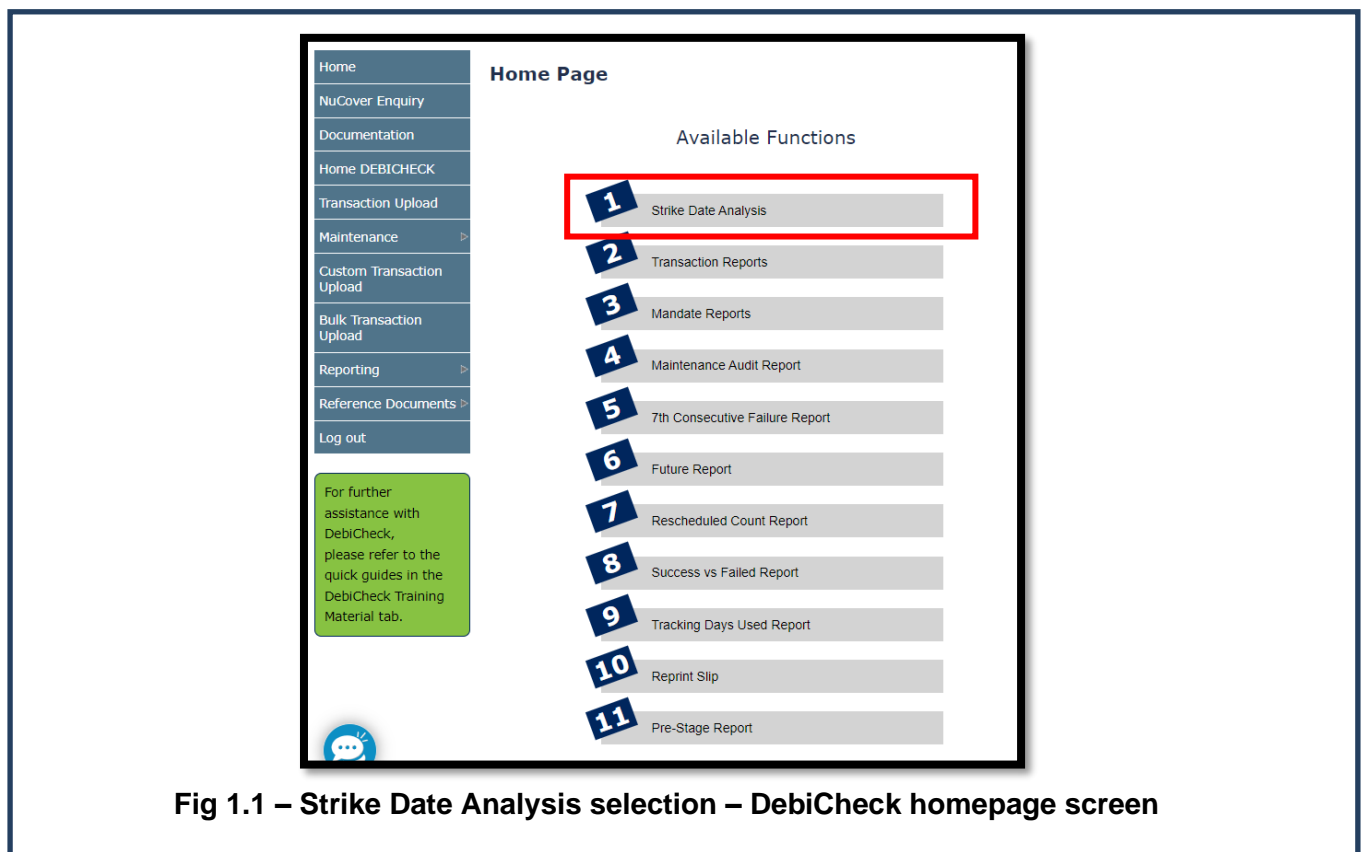 Home
NuCover Enquiry
Documentation
Home DEBICHECK
Transaction Upload
Maintenance
Custom Transaction
Upload
Bulk Transaction
Upload
Reporting
Reference Documents
Log out
For further
assistance with
DebiCheck,
please refer to the
quick guides in the
DebiCheck Training
Material tab.
Home Page
Available Functions
1 Strike Date Analysis
2 Transaction Reports
3 Mandate Reports
4 Maintenance Audit Report
5 7th Consecutive Failure Report
6 Future Report
7 Rescheduled Count Report
8 Success vs Failed Report
9 Tracking Days Used Report
10 Reprint Slip
11 Pre-Stage Report
Fig 1.1 – Strike Date Analysis selection – DebiCheck homepage screen